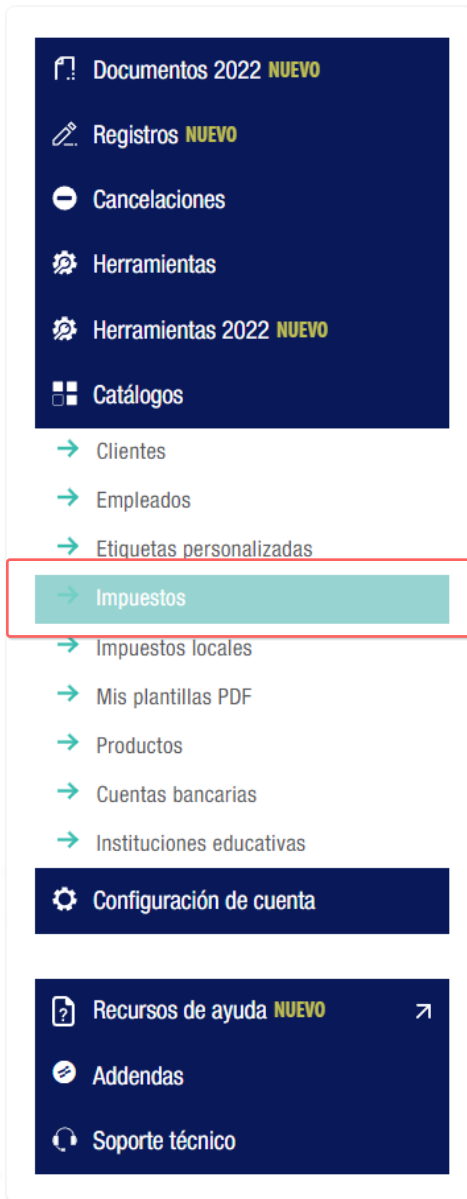 Documentos 2022 NUEVO
Registros NUEVO
Cancelaciones
Herramientas
Herramientas 2022 NUEVO
Catálogos
Clientes
Empleados
Etiquetas personalizadas
Impuestos
Impuestos locales
Mis plantillas PDF
Productos
Cuentas bancarias
Instituciones educativas
Configuración de cuenta
Recursos de ayuda NUEVO
Addendas
Soporte técnico